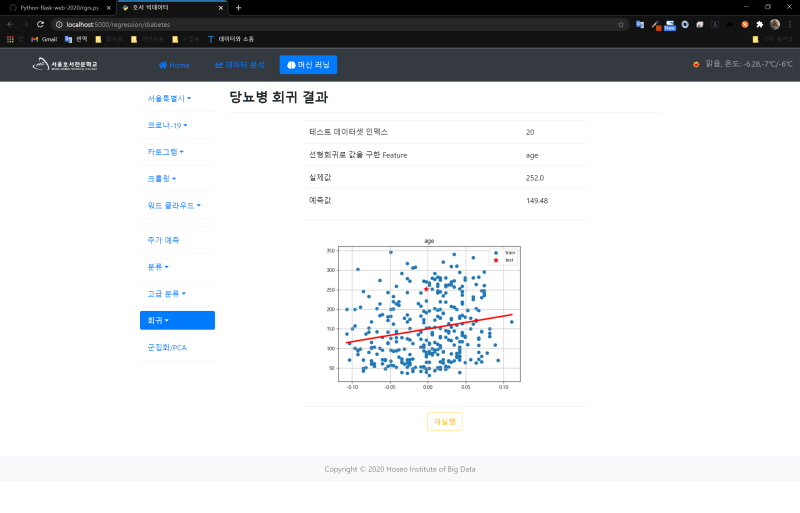 Python-flask-web-2020/rgrs.py
호서 빅데이터
localhost:5000/regression/diabetes
앱
Gmail
번역
데이터와 소통
서울호서전문학교
Home
데이터 분석
머신 러닝
맑음, 온도: -6.28,-7°C/-6°C
서울특별시
코로나-19
카토그램
크롤링
워드 클라우드
주가 예측
분류
고급 분류
회귀
군집화/PCA
당뇨병 회귀 결과
테스트 데이터셋 인덱스 20
선형회귀로 값을 구한 Feature age
실제값 252.0
예측값 149.48
age
train
test
350
300
250
200
150
100
50
-0.10 -0.05 0.00 0.05 0.10
재실행
Copyright © 2020 Hoseo Institute of Big Data